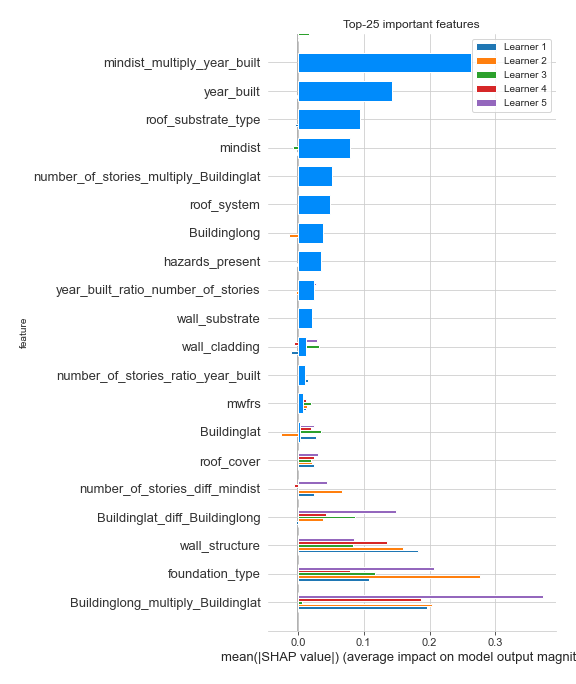 Top-25 important features
Learner 1
Learner 2
Learner 3
Learner 4
Learner 5
mindist_multiply_year_built
year_built
roof_substrate_type
mindist
number_of_stories_multiply_Buildinglat
roof_system
Buildinglong
hazards_present
year_built_ratio_number_of_stories
wall_substrate
feature
wall_cladding
number_of_stories_ratio_year_built
mwfrs
Buildinglat
roof_cover
number_of_stories_diff_mindist
Buildinglat_diff_Buildinglong
wall_structure
foundation_type
Buildinglong_multiply_Buildinglat
0.0 0.1 0.2 0.3
mean(|SHAP value|) (average impact on model output magnit